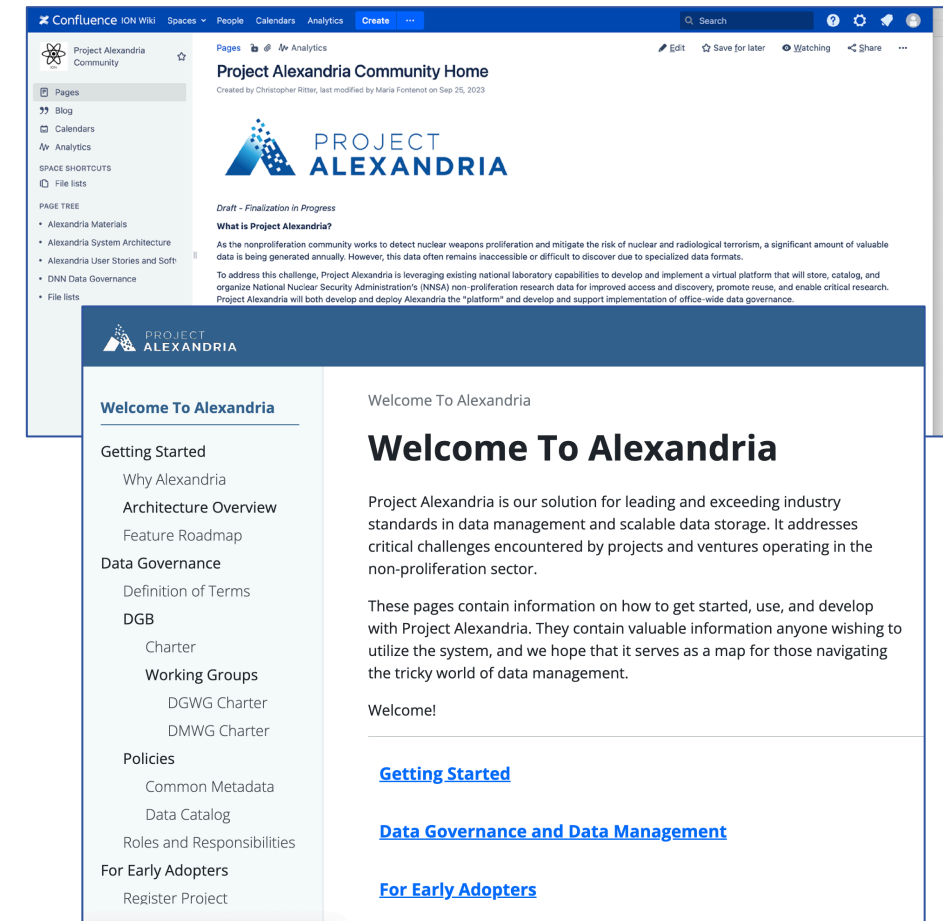 Confluence ION Wiki Spaces People Calendars Analytics Create ... Search
Project Alexandria
Community
Pages
Blog
Calendars
Analytics
SPACE SHORTCUTS
File lists
PAGE TREE
• Alexandria Materials
• Alexandria System Architecture
• Alexandria User Stories and Soft
• DNN Data Governance
• File lists
Pages Analytics Edit Save for later Watching Share ...
Project Alexandria Community Home
Created by Christopher Ritter, last modified by Maria Fontenot on Sep 25, 2023
PROJECT
ALEXANDRIA
Draft - Finalization in Progress
What is Project Alexandria?
As the nonproliferation community works to detect nuclear weapons proliferation and mitigate the risk of nuclear and radiological terrorism, a significant amount of valuable
data is being generated annually. However, this data often remains inaccessible or difficult to discover due to specialized data formats.
To address this challenge, Project Alexandria is leveraging existing national laboratory capabilities to develop and implement a virtual platform that will store, catalog, and
organize National Nuclear Security Administration's (NNSA) non-proliferation research data for improved access and discovery, promote reuse, and enable critical research.
Project Alexandria will both develop and deploy Alexandria the "platform" and develop and support implementation of office-wide data governance.
PROJECT
ALEXANDRIA
Welcome To Alexandria
Getting Started
Why Alexandria
Architecture Overview
Feature Roadmap
Data Governance
Definition of Terms
DGB
Charter
Working Groups
DGWG Charter
DMWG Charter
Policies
Common Metadata
Data Catalog
Roles and Responsibilities
For Early Adopters
Register Project
Welcome To Alexandria
Welcome To Alexandria
Project Alexandria is our solution for leading and exceeding industry
standards in data management and scalable data storage. It addresses
critical challenges encountered by projects and ventures operating in the
non-proliferation sector.
These pages contain information on how to get started, use, and develop
with Project Alexandria. They contain valuable information anyone wishing to
utilize the system, and we hope that it serves as a map for those navigating
the tricky world of data management.
Welcome!
Getting Started
Data Governance and Data Management
For Early Adopters